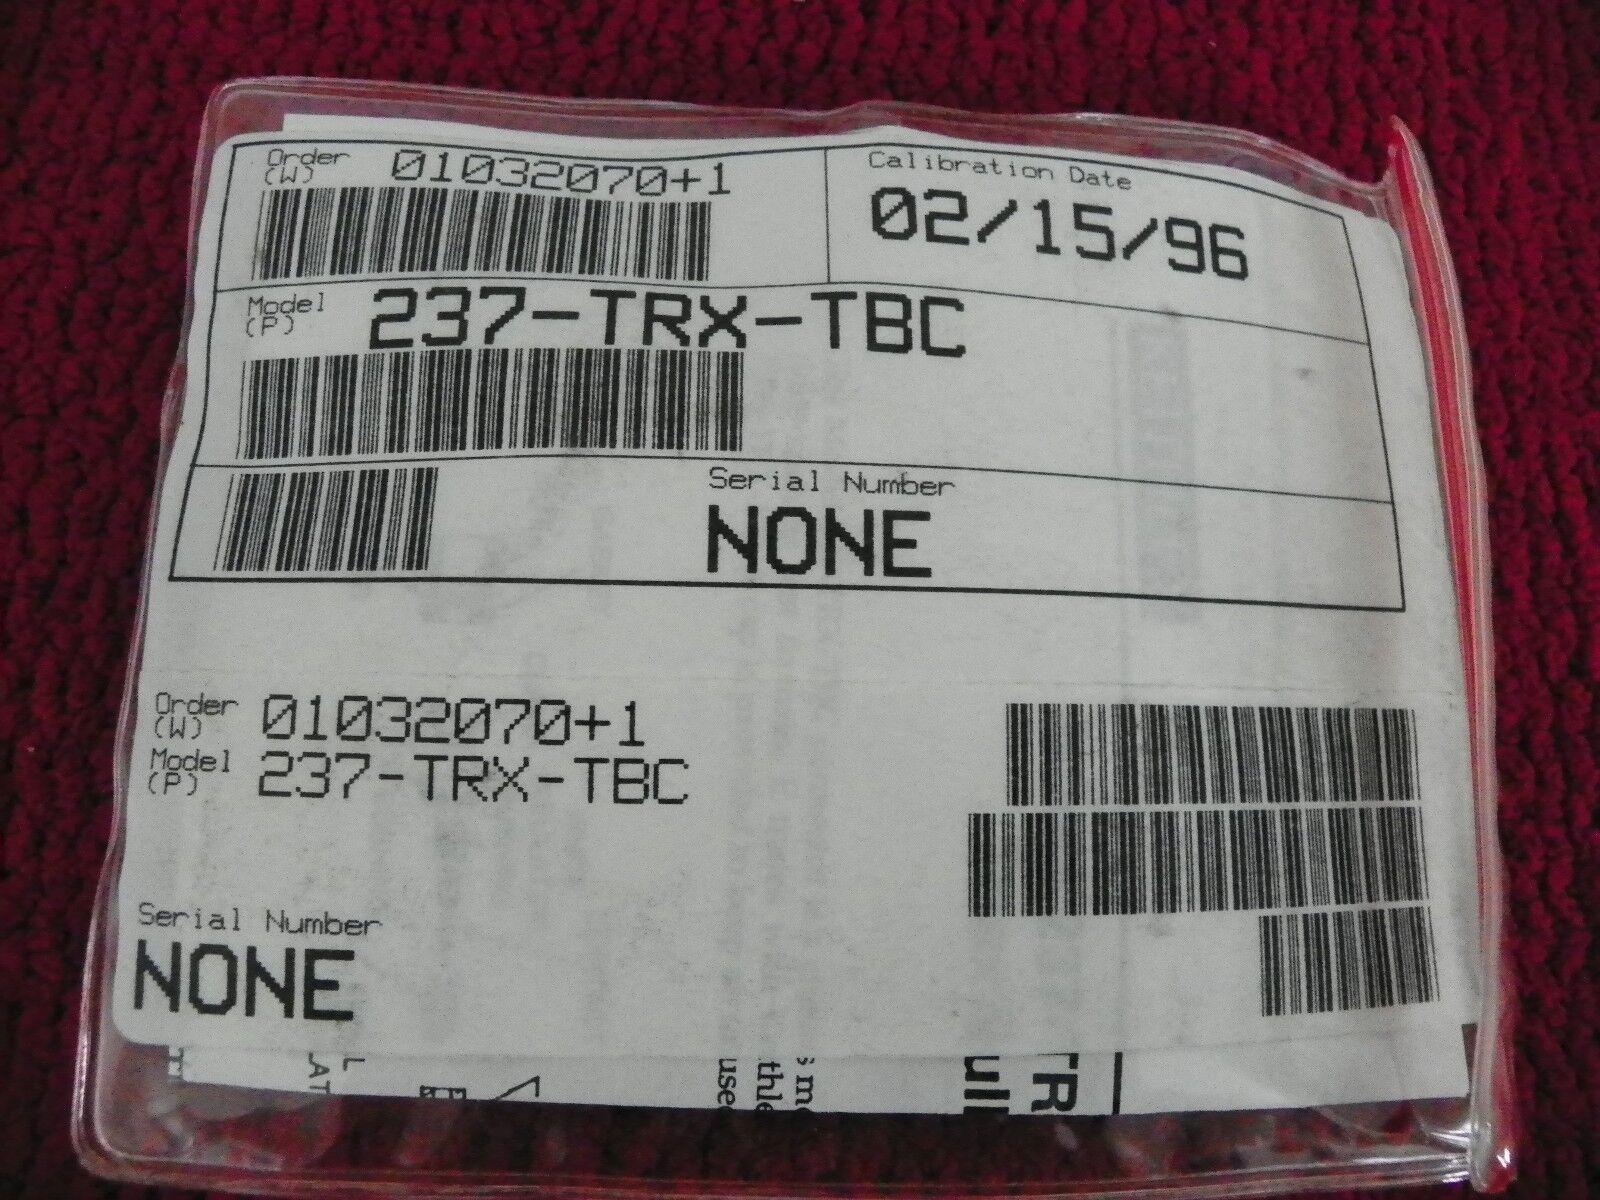 Order 01032070+1
(W)
Calibration Date
02/15/96
Model 237-TRX-TBC
(P)
Serial Number
NONE
Order 01032070+1
(W)
Model 237-TRX-TBC
(P)
Serial Number
NONE